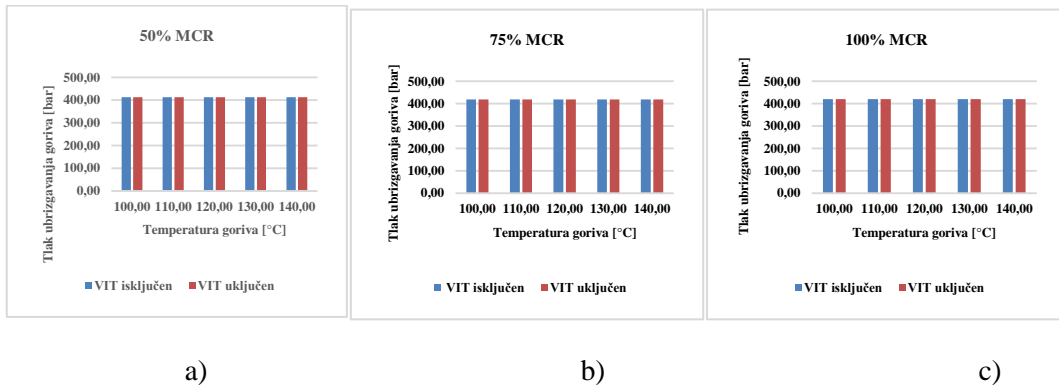 50% MCR
Tlak ubrizgavanja goriva [bar]
500,00
400,00
300,00
200,00
100,00
0,00
100,00 110,00 120,00 130,00 140,00
Temperatura goriva [°C]
VIT isključen VIT uključen
75% MCR
Tlak ubrizgavanja goriva [bar]
500,00
400,00
300,00
200,00
100,00
0,00
100,00 110,00 120,00 130,00 140,00
Temperatura goriva [°C]
VIT isključen VIT uključen
100% MCR
Tlak ubrizgavanja goriva [bar]
500,00
400,00
300,00
200,00
100,00
0,00
100,00 110,00 120,00 130,00 140,00
Temperatura goriva [°C]
VIT isključen VIT uključen
a) b) c)